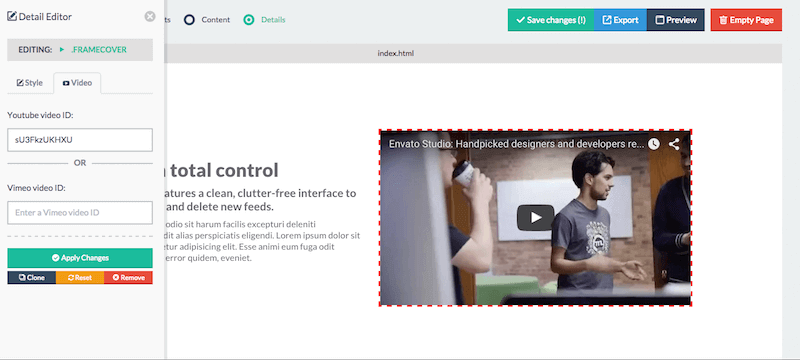 Detail Editor
EDITING: .FRAMECOVER
Style Video
Youtube video ID:
sU3FkzUKHXU
OR
Vimeo video ID:
Enter a Vimeo video ID
Apply Changes
Clone Reset Remove
ts Content Details
Save changes (!) Export Preview Empty Page
index.html
total control
atures a clean, clutter-free interface to
and delete new feeds.
odio sit harum facilis excepturi deleniti
dit alias perspiciatis eligendi. Lorem ipsum dolor sit
etur adipisicing elit. Esse animi eum fuga odit
error quidem, eveniet.
Envato Studio: Handpicked designers and developers re...